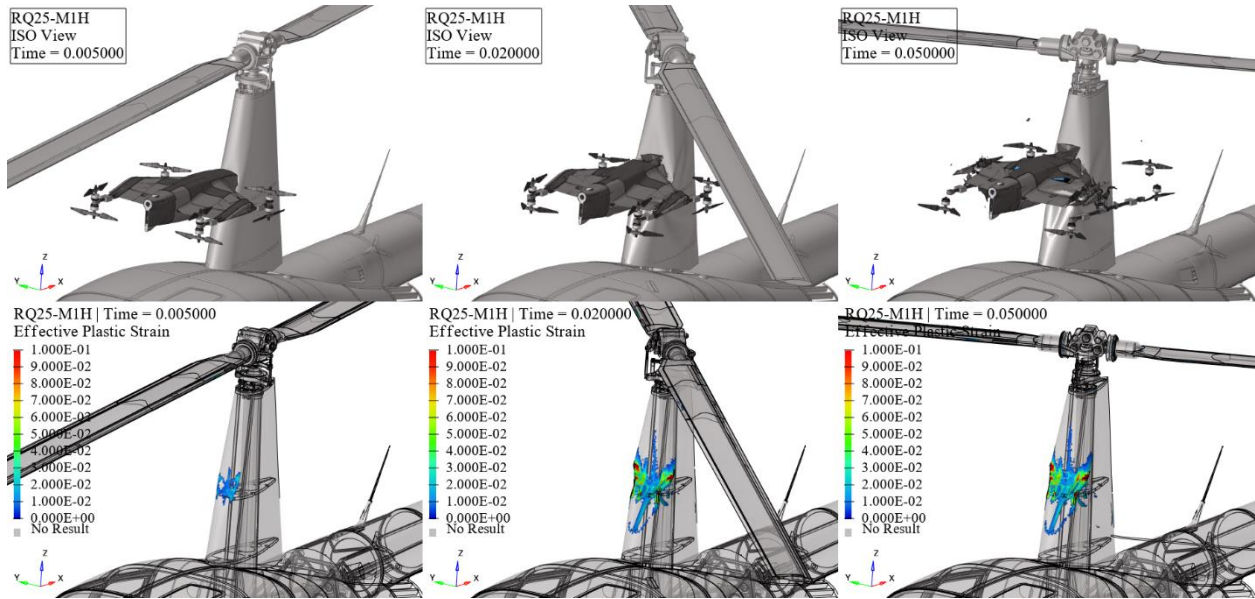 RQ25-M1H
ISO View
Time = 0.005000
Z
Y
X
RQ25-M1H
ISO View
Time = 0.020000
Z
Y
X
RQ25-M1H
ISO View
Time = 0.050000
Z
Y
X
RQ25-M1H | Time = 0.005000
Effective Plastic Strain
1.000E-01
9.000E-02
8.000E-02
7.000E-02
6.000E-02
5.000E-02
4.000E-02
3.000E-02
2.000E-02
1.000E-02
0.000E+00
No Result
Z
Y
X
RQ25-M1H | Time = 0.020000
Effective Plastic Strain
1.000E-01
9.000E-02
8.000E-02
7.000E-02
6.000E-02
5.000E-02
4.000E-02
3.000E-02
2.000E-02
1.000E-02
0.000E+00
No Result
Z
Y
X
RQ25-M1H | Time = 0.050000
Effective Plastic Strain
1.000E-01
9.000E-02
8.000E-02
7.000E-02
6.000E-02
5.000E-02
4.000E-02
3.000E-02
2.000E-02
1.000E-02
0.000E+00
No Result
Z
Y
X